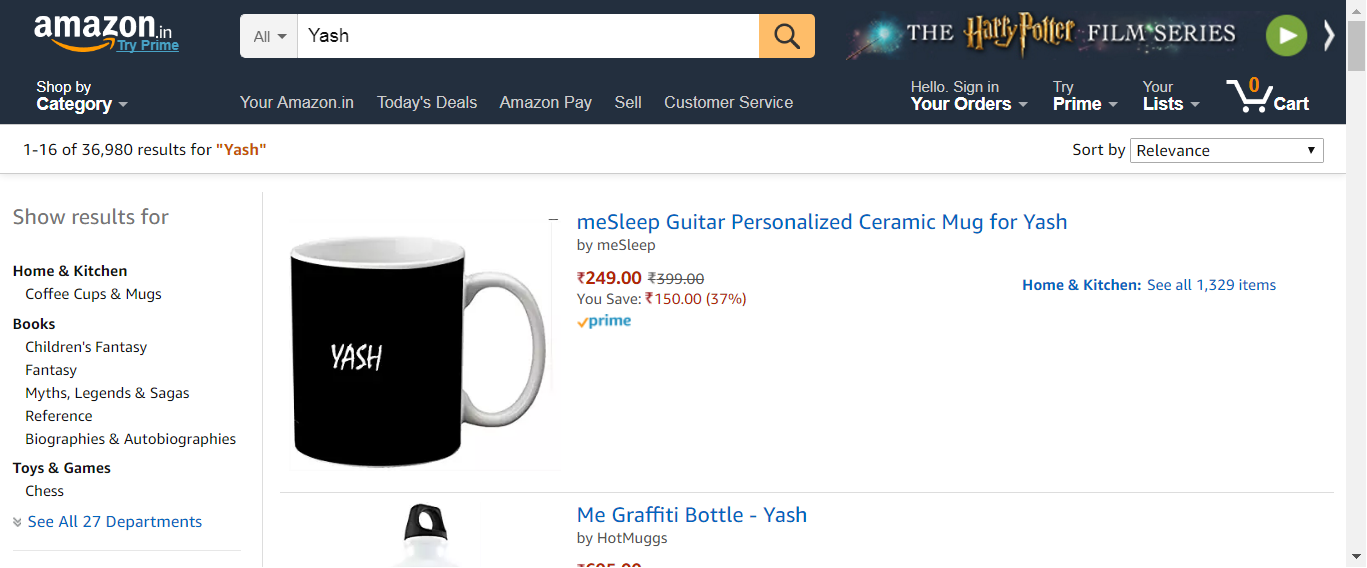 amazon.in
Try Prime
All
Yash
THE Harry Potter FILM SERIES
Shop by
Category
Your Amazon.in
Today's Deals
Amazon Pay
Sell
Customer Service
Hello. Sign in
Your Orders
Try
Prime
Your
Lists
0
Cart
1-16 of 36,980 results for "Yash"
Sort by
Relevance
Show results for
Home & Kitchen
Coffee Cups & Mugs
Books
Children's Fantasy
Fantasy
Myths, Legends & Sagas
Reference
Biographies & Autobiographies
Toys & Games
Chess
See All 27 Departments
YASH
meSleep Guitar Personalized Ceramic Mug for Yash
by meSleep
₹249.00 ₹399.00
You Save: ₹150.00 (37%)
prime
Home & Kitchen: See all 1,329 items
Me Graffiti Bottle - Yash
by HotMuggs